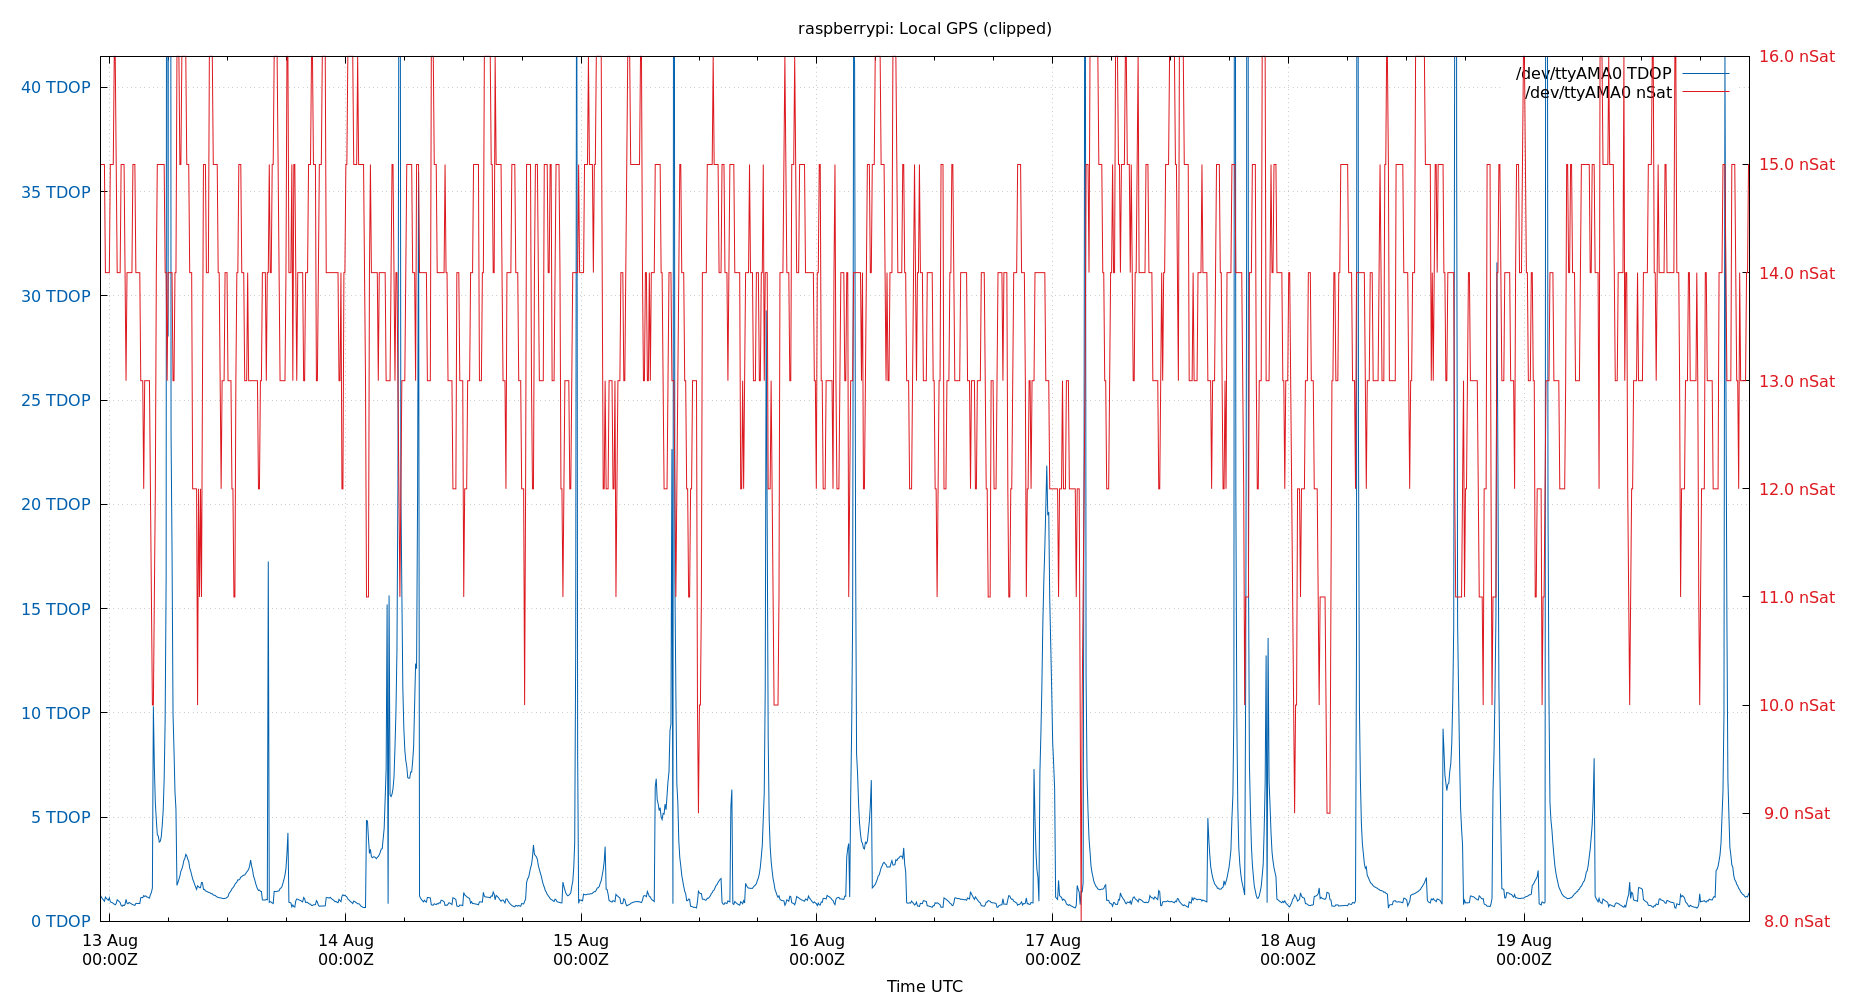 raspberrypi: Local GPS (clipped)
/dev/ttyAMA0 TDOP
/dev/ttyAMA0 nSat
40 TDOP
35 TDOP
30 TDOP
25 TDOP
20 TDOP
15 TDOP
10 TDOP
5 TDOP
0 TDOP
16.0 nSat
15.0 nSat
14.0 nSat
13.0 nSat
12.0 nSat
11.0 nSat
10.0 nSat
9.0 nSat
8.0 nSat
13 Aug
00:00Z
14 Aug
00:00Z
15 Aug
00:00Z
16 Aug
00:00Z
17 Aug
00:00Z
18 Aug
00:00Z
19 Aug
00:00Z
Time UTC